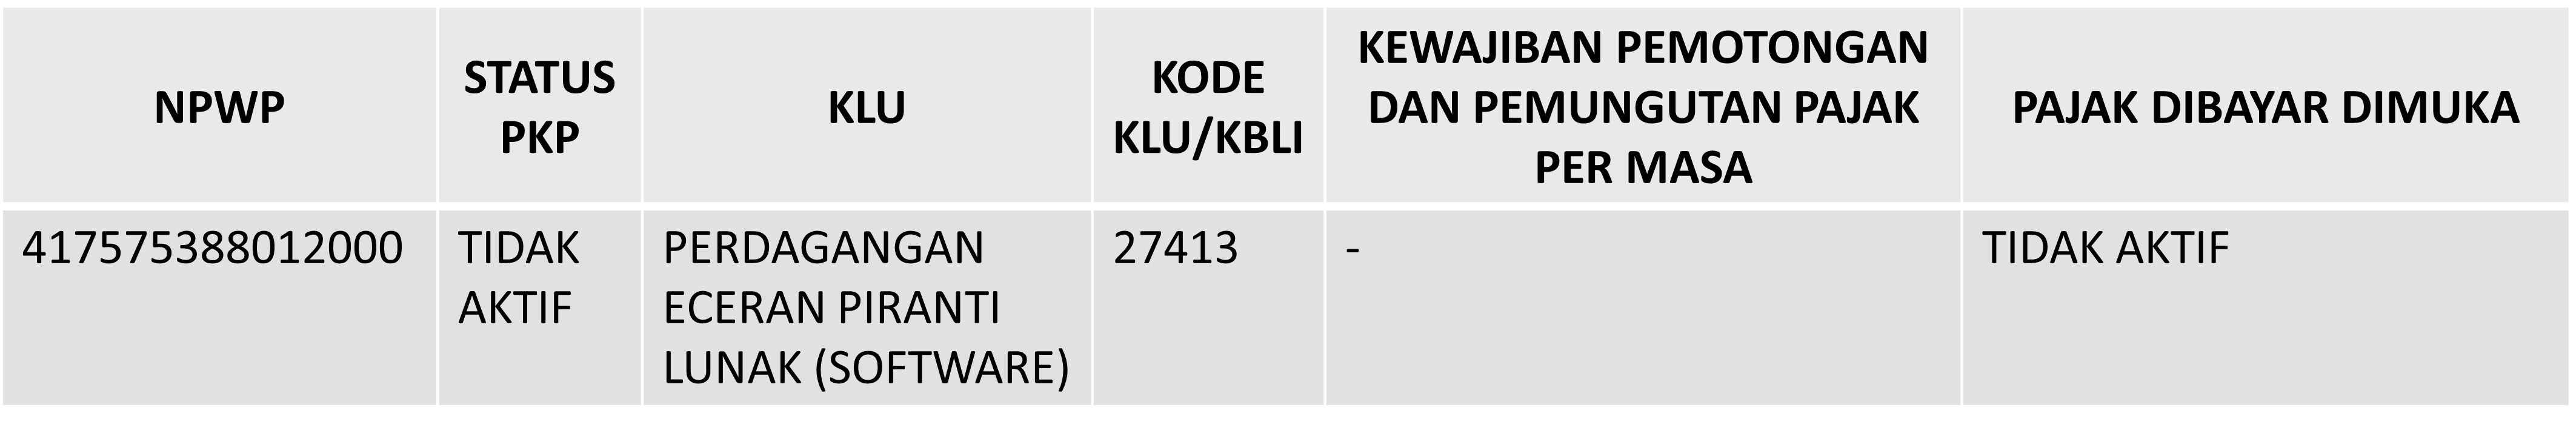 NPWP
STATUS
PKP
KLU
KODE
KLU/KBLI
KEWAJIBAN PEMOTONGAN
DAN PEMUNGUTAN PAJAK
PER MASA
PAJAK DIBAYAR DIMUKA
417575388012000
TIDAK
AKTIF
PERDAGANGAN
ECERAN PIRANTI
LUNAK (SOFTWARE)
27413
-
TIDAK AKTIF